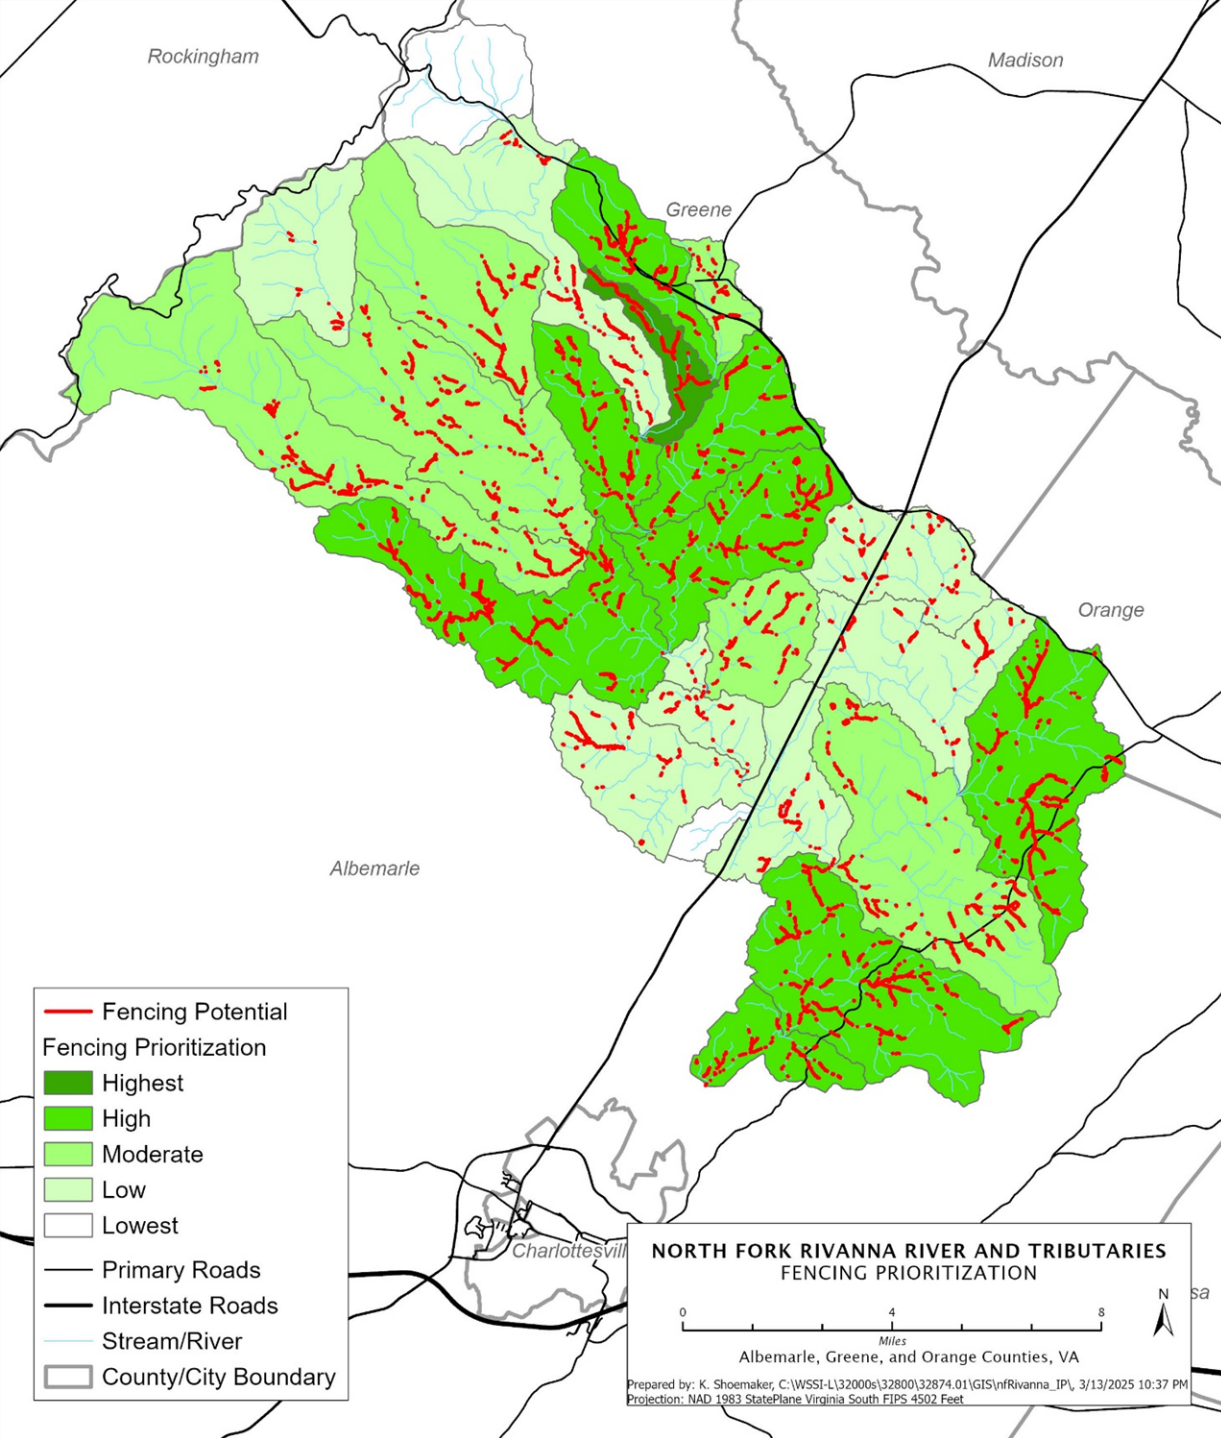 Rockingham
Madison
Greene
Orange
Albemarle
Fencing Potential
Fencing Prioritization
Highest
High
Moderate
Low
Lowest
Primary Roads
Interstate Roads
Stream/River
County/City Boundary
Charlottesvill
NORTH FORK RIVANNA RIVER AND TRIBUTARIES
FENCING PRIORITIZATION
0 4 8
Miles
N
sa
Albemarle, Greene, and Orange Counties, VA
Prepared by: K. Shoemaker, C:\WSSI-L\32000s\32800\32874.01\GIS\nfRivanna_IP\, 3/13/2025 10:37 PM
Projection: NAD 1983 StatePlane Virginia South FIPS 4502 Feet